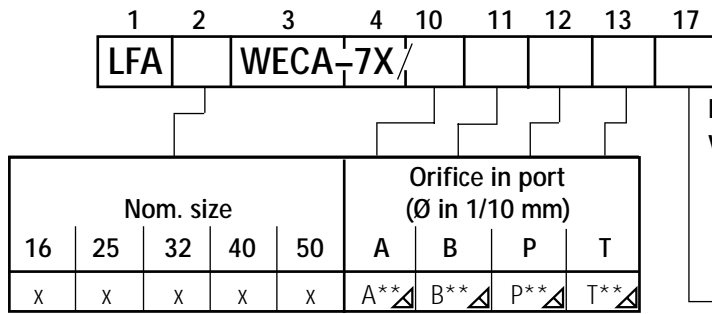 1 2 3 4 10 11 12 13 17
LFA WECA–7X/
Nom. size
Orifice in port
(Ø in 1/10 mm)
16 25 32 40 50 A B P T
x x x x x A** B** P** T**